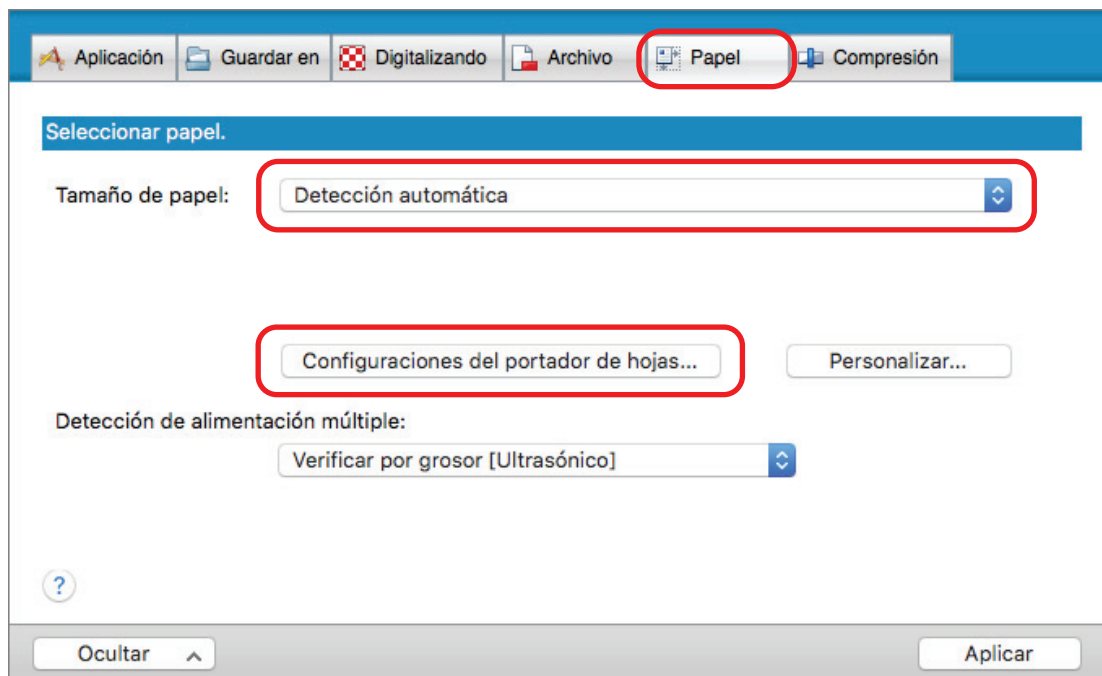 Aplicación Guardar en Digitalizando Archivo Papel Compresión
Seleccionar papel.
Tamaño de papel: Detección automática
Configuraciones del portador de hojas... Personalizar...
Detección de alimentación múltiple:
Verificar por grosor [Ultrasónico]
?
Ocultar Aplicar